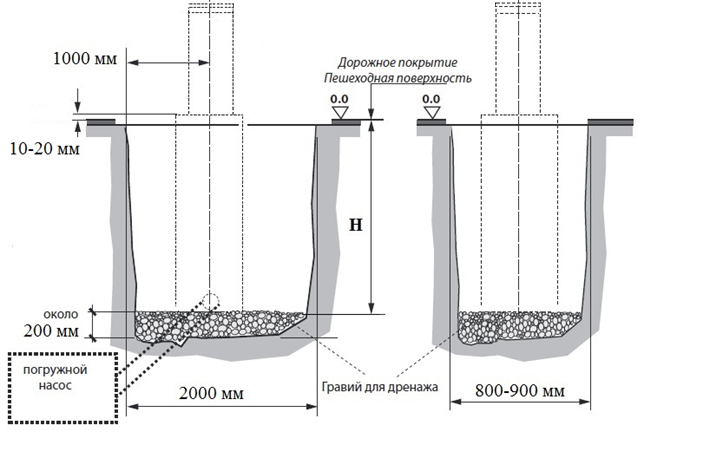 1000 мм
Дорожное покрытие
Пешеходная поверхность
0.0
0.0
10-20 мм
H
около
200 мм
погружной
насос
2000 мм
Гравий для дренажа
800-900 мм